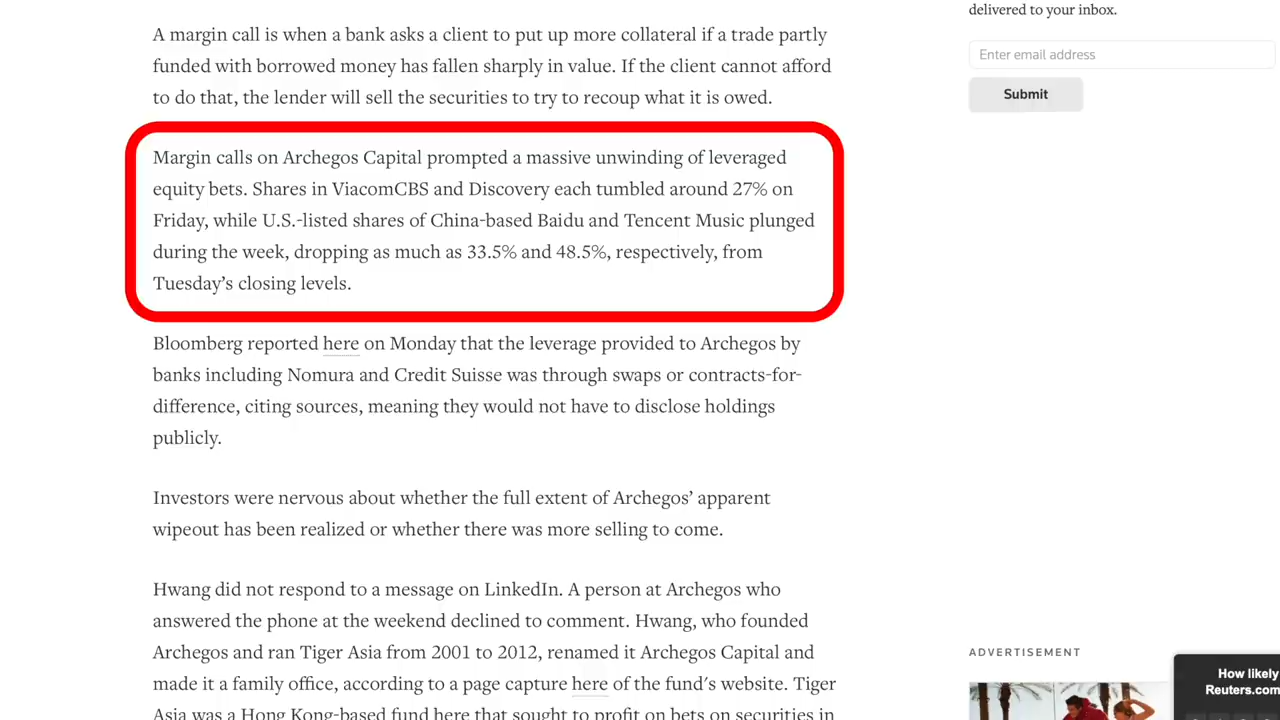 delivered to your inbox.
Enter email address
Submit
A margin call is when a bank asks a client to put up more collateral if a trade partly
funded with borrowed money has fallen sharply in value. If the client cannot afford
to do that, the lender will sell the securities to try to recoup what it is owed.
Margin calls on Archegos Capital prompted a massive unwinding of leveraged
equity bets. Shares in ViacomCBS and Discovery each tumbled around 27% on
Friday, while U.S.-listed shares of China-based Baidu and Tencent Music plunged
during the week, dropping as much as 33.5% and 48.5%, respectively, from
Tuesday’s closing levels.
Bloomberg reported here on Monday that the leverage provided to Archegos by
banks including Nomura and Credit Suisse was through swaps or contracts-for-
difference, citing sources, meaning they would not have to disclose holdings
publicly.
Investors were nervous about whether the full extent of Archegos’ apparent
wipeout has been realized or whether there was more selling to come.
Hwang did not respond to a message on LinkedIn. A person at Archegos who
answered the phone at the weekend declined to comment. Hwang, who founded
Archegos and ran Tiger Asia from 2001 to 2012, renamed it Archegos Capital and
made it a family office, according to a page capture here of the fund’s website. Tiger
Asia was a Hong Kong-based fund here that sought to profit on bets on securities in
ADVERTISEMENT
How likely
Reuters.com